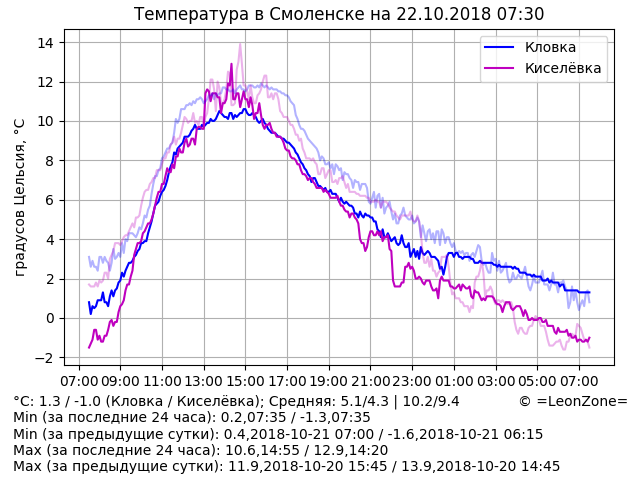 Температура в Смоленске на 22.10.2018 07:30
градусов Цельсия, °C
14
12
10
8
6
4
2
0
−2
Кловка
Киселёвка
07:00 09:00 11:00 13:00 15:00 17:00 19:00 21:00 23:00 01:00 03:00 05:00 07:00
°C: 1.3 / -1.0 (Кловка / Киселёвка); Средняя: 5.1/4.3 | 10.2/9.4 © =LeonZone=
Min (за последние 24 часа): 0.2,07:35 / -1.3,07:35
Min (за предыдущие сутки): 0.4,2018-10-21 07:00 / -1.6,2018-10-21 06:15
Max (за последние 24 часа): 10.6,14:55 / 12.9,14:20
Max (за предыдущие сутки): 11.9,2018-10-20 15:45 / 13.9,2018-10-20 14:45